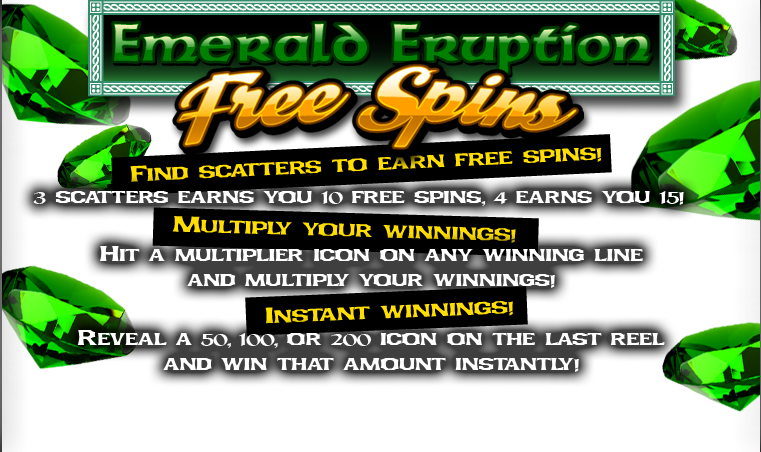 Emerald Eruption
Free Spins
Find scatters to earn free spins!
3 scatters earns you 10 free spins, 4 earns you 15!
Multiply your winnings!
Hit a multiplier icon on any winning line
and multiply your winnings!
Instant winnings!
Reveal a 50, 100, or 200 icon on the last reel
and win that amount instantly!